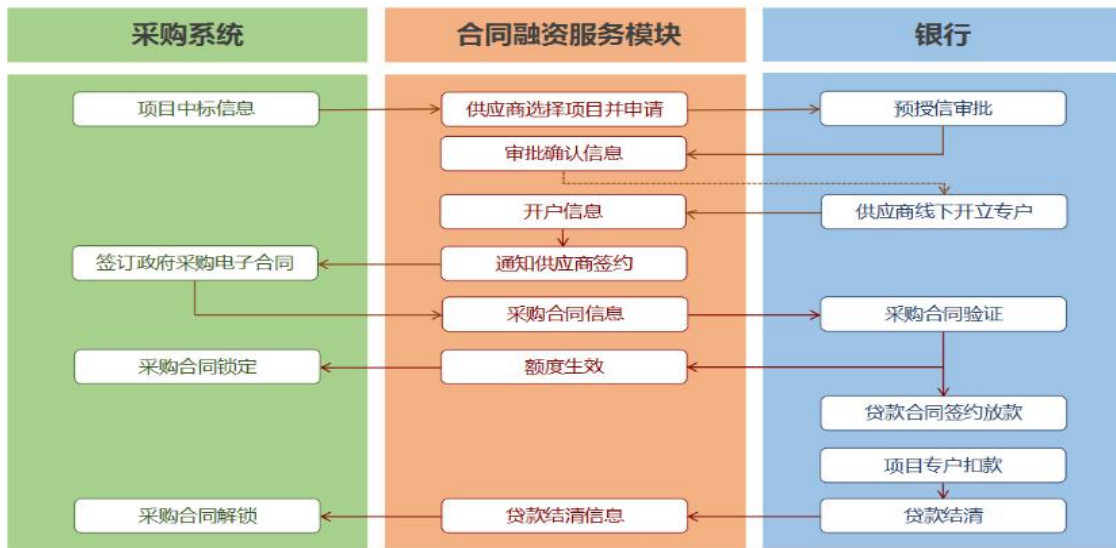 采购系统
合同融资服务模块
银行
项目中标信息
供应商选择项目并申请
预授信审批
审批确认信息
开户信息
供应商线下开立专户
签订政府采购电子合同
通知供应商签约
采购合同信息
采购合同验证
采购合同锁定
额度生效
贷款合同签约放款
项目专户扣款
采购合同解锁
贷款结清信息
贷款结清